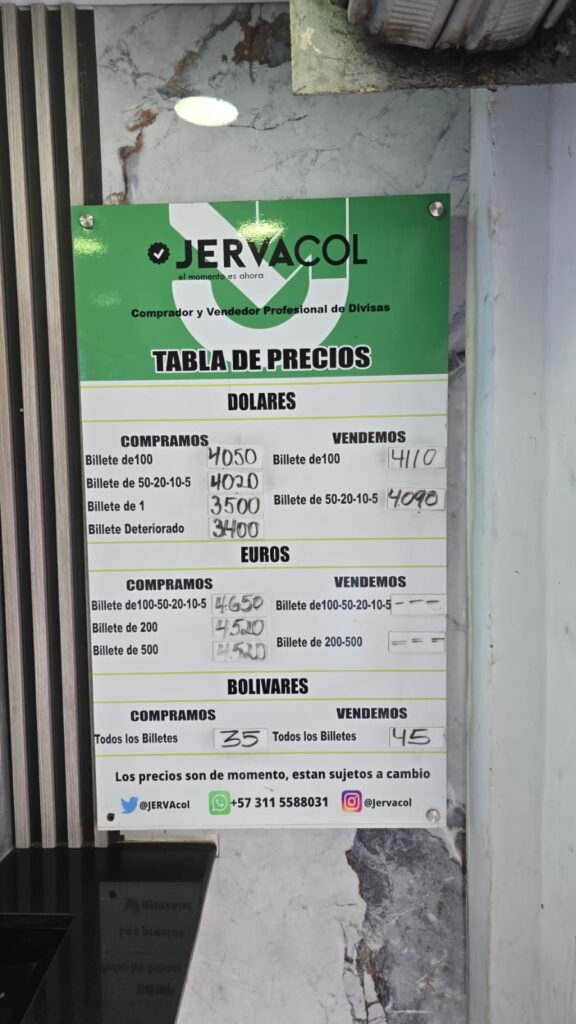 JERVACOL
el momento es ahora
Comprador y Vendedor Profesional de Divisas
TABLA DE PRECIOS
DOLARES
COMPRAMOS VENDEMOS
Billete de100 4050 Billete de100 4110
Billete de 50-20-10-5 4020
Billete de 50-20-10-5 4090
Billete de 1 3500
Billete Deteriorado 3400
EUROS
COMPRAMOS VENDEMOS
Billete de100-50-20-10-5 4650 Billete de100-50-20-10-5 ---
Billete de 200 4520
Billete de 200-500 ---
Billete de 500 4520
BOLIVARES
COMPRAMOS VENDEMOS
Todos los Billetes 35 Todos los Billetes 45
Los precios son de momento, estan sujetos a cambio
@JERVAcol +57 311 5588031 @Jervacol